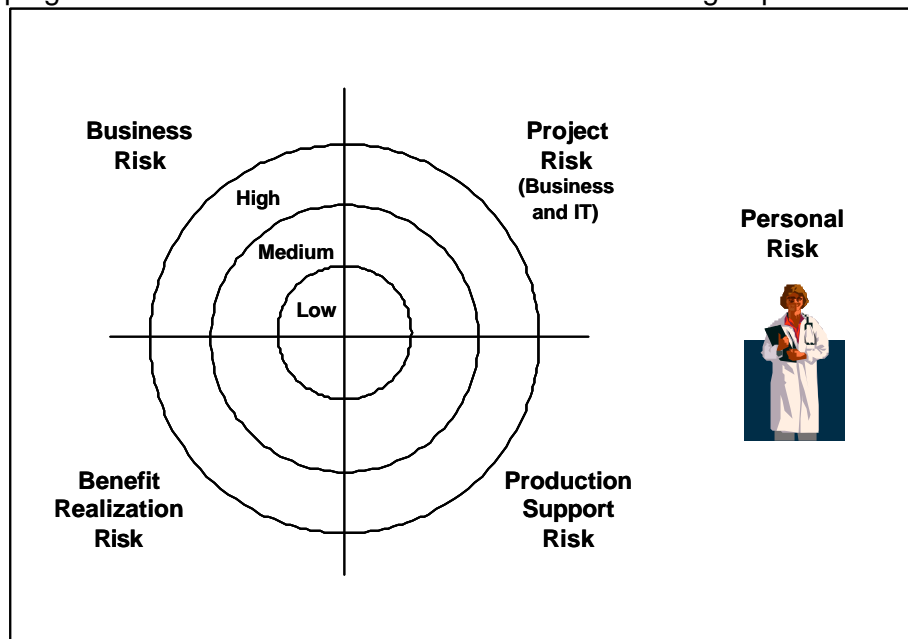 Business
Risk
Project
Risk
(Business
and IT)
High
Personal
Risk
Medium
Low
Benefit
Realization
Risk
Production
Support
Risk